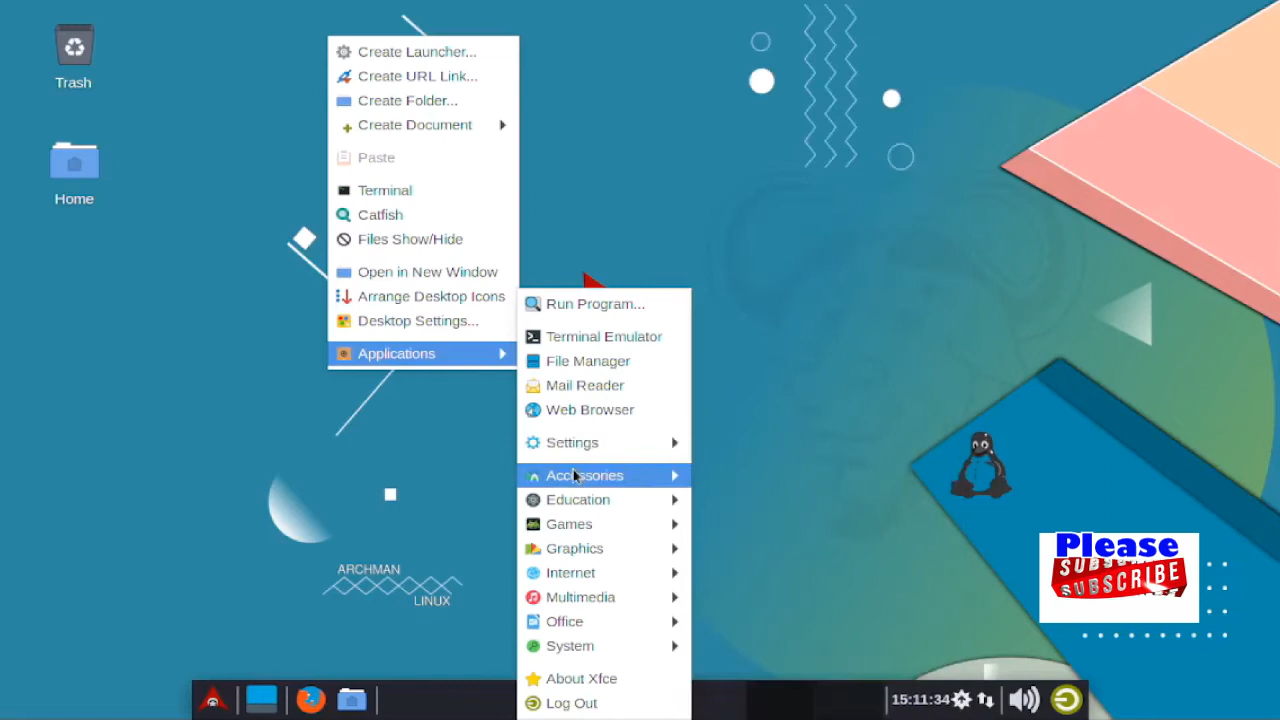 Trash
Home
Create Launcher...
Create URL Link...
Create Folder...
Create Document
Paste
Terminal
Catfish
Files Show/Hide
Open in New Window
Arrange Desktop Icons
Desktop Settings...
Applications
Run Program...
Terminal Emulator
File Manager
Mail Reader
Web Browser
Settings
Accessories
Education
Games
Graphics
Internet
Multimedia
Office
System
About Xfce
Log Out
ARCHMAN
LINUX
Please
SUBSCRIBE
15:11:34